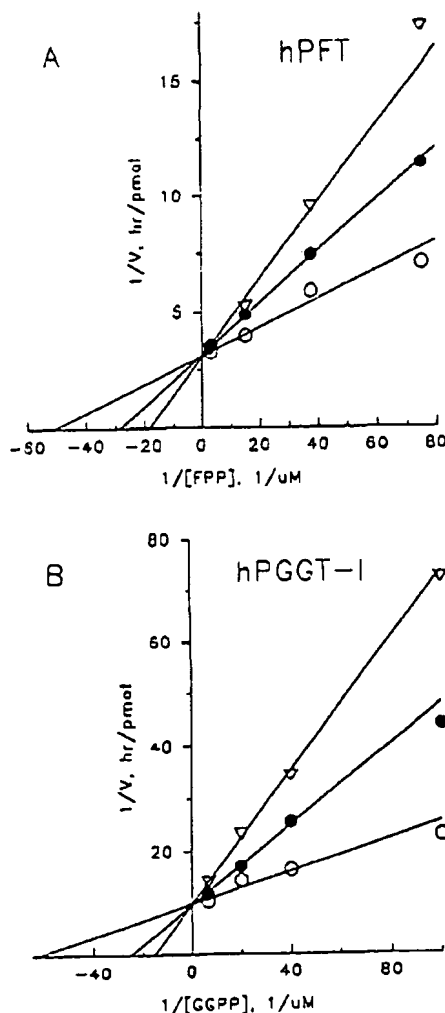 A
hPFT
15
10
5
1/V, hr/pmol
-60 -40 -20 0 20 40 60 80
1/[FPP], 1/uM
B
hPGGT-I
80
60
40
20
1/V, hr/pmol
-40 0 40 80
1/[GGPP], 1/uM